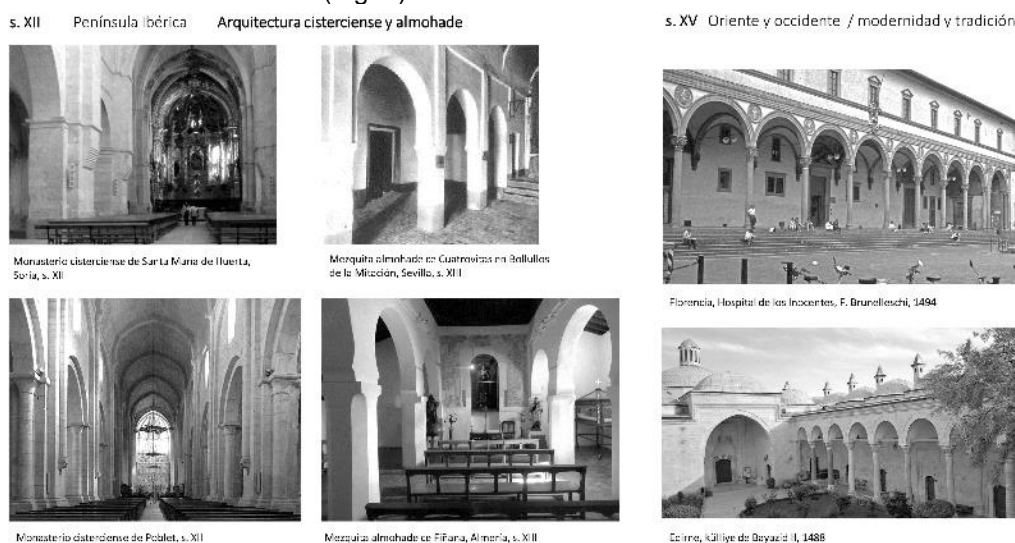 s. XII Península Ibérica Arquitectura cisterciense y almohade
s. XV Oriente y occidente / modernidad y tradición
Monasterio cisterciense de Santa María de Huerta,
Soria, s. XII
Mezquita almohade de Cuatrovitas en Bollullos
de la Mitación, Sevilla, s. XIII
Florencia, Hospital de los Inocentes, F. Brunelleschi, 1494
Monasterio cisterciense de Poblet, s. XII
Mezquita almohade de Fiñana, Almería, s. XIII
Edirne, külliye de Bayazid II, 1488